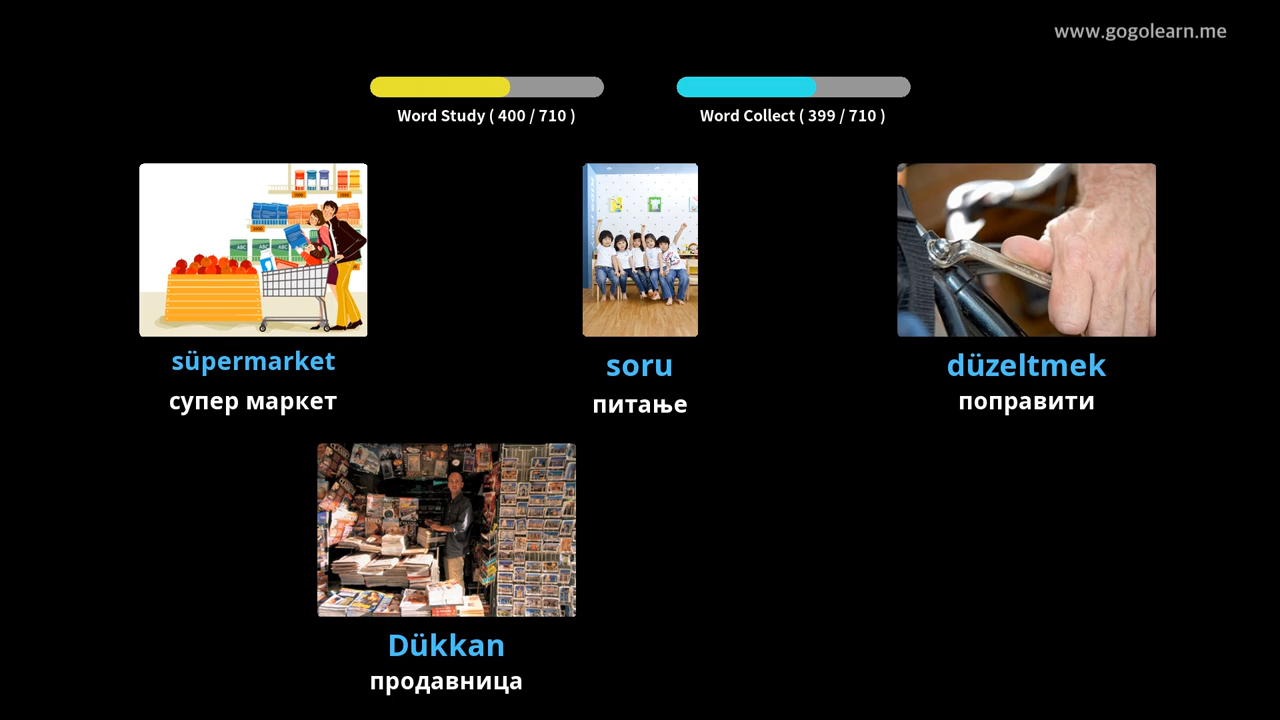 www.gogolearn.me
Word Study ( 400 / 710 )
Word Collect ( 399 / 710 )
süpermarket
супер маркет
soru
питање
düzeltmek
поправити
Dükkan
продавница